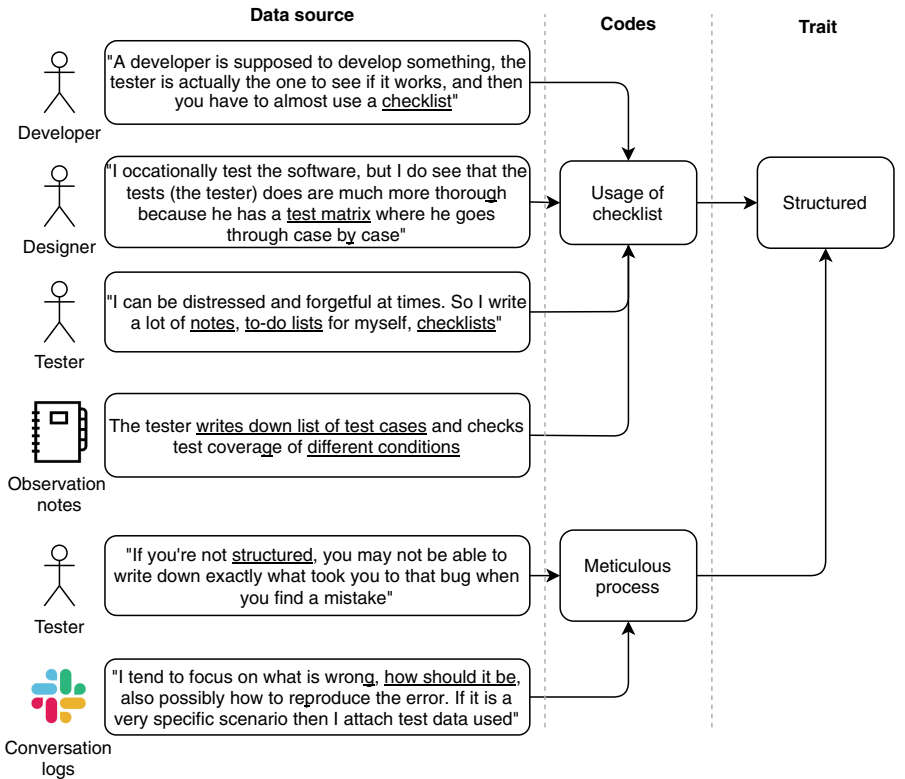 Data source
Codes
Trait
Developer
"A developer is supposed to develop something, the
tester is actually the one to see if it works, and then
you have to almost use a checklist"
Designer
"I occationally test the software, but I do see that the
tests (the tester) does are much more thorough
because he has a test matrix where he goes
through case by case"
Usage of
checklist
Structured
Tester
"I can be distressed and forgetful at times. So I write
a lot of notes, to-do lists for myself, checklists"
Observation
notes
The tester writes down list of test cases and checks
test coverage of different conditions
Tester
"If you're not structured, you may not be able to
write down exactly what took you to that bug when
you find a mistake"
Meticulous
process
Conversation
logs
"I tend to focus on what is wrong, how should it be,
also possibly how to reproduce the error. If it is a
very specific scenario then I attach test data used"